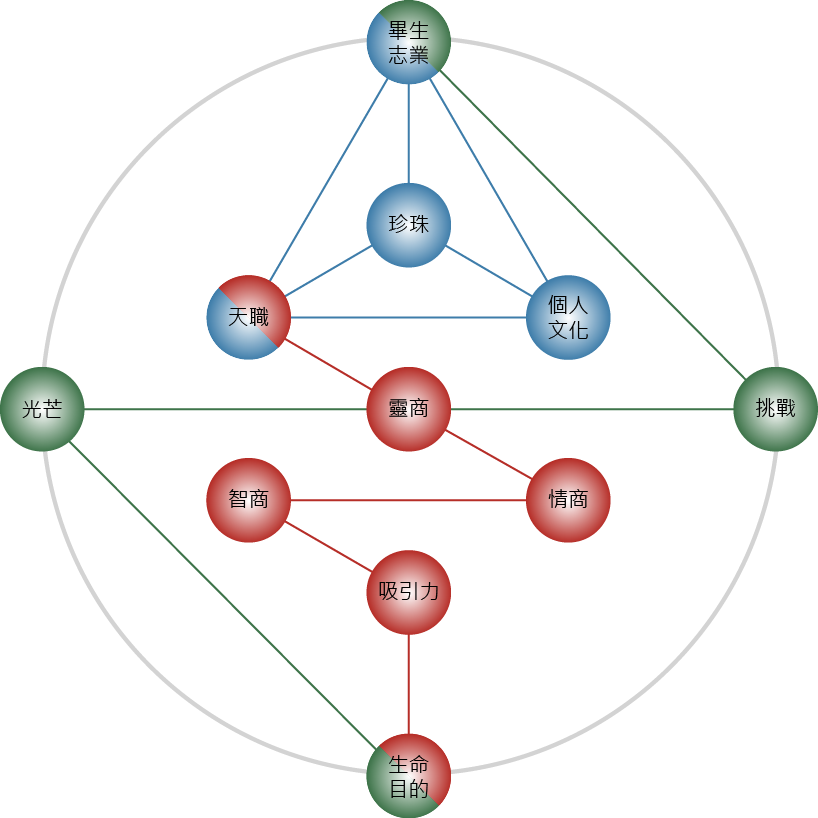 畢生
志業
珍珠
天職
個人
文化
光芒
靈商
挑戰
智商
情商
吸引力
生命
目的